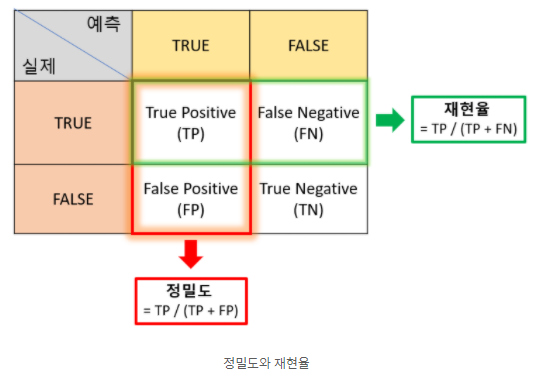 예측
실제
TRUE
FALSE
TRUE
True Positive
(TP)
False Negative
(FN)
재현율
= TP / (TP + FN)
FALSE
False Positive
(FP)
True Negative
(TN)
정밀도
= TP / (TP + FP)
정밀도와 재현율